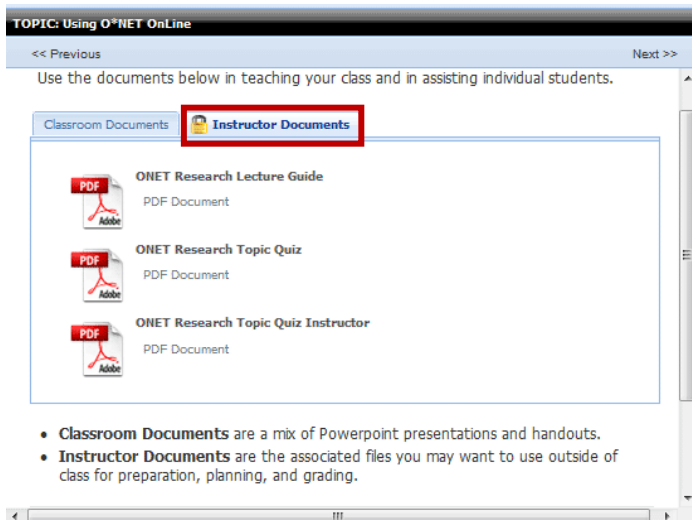 TOPIC: Using O*NET OnLine
<< Previous Next >>
Use the documents below in teaching your class and in assisting individual students.
Classroom Documents Instructor Documents
ONET Research Lecture Guide
PDF Document
PDF
Adobe
ONET Research Topic Quiz
PDF Document
PDF
Adobe
ONET Research Topic Quiz Instructor
PDF Document
PDF
Adobe
• Classroom Documents are a mix of Powerpoint presentations and handouts.
• Instructor Documents are the associated files you may want to use outside of
class for preparation, planning, and grading.